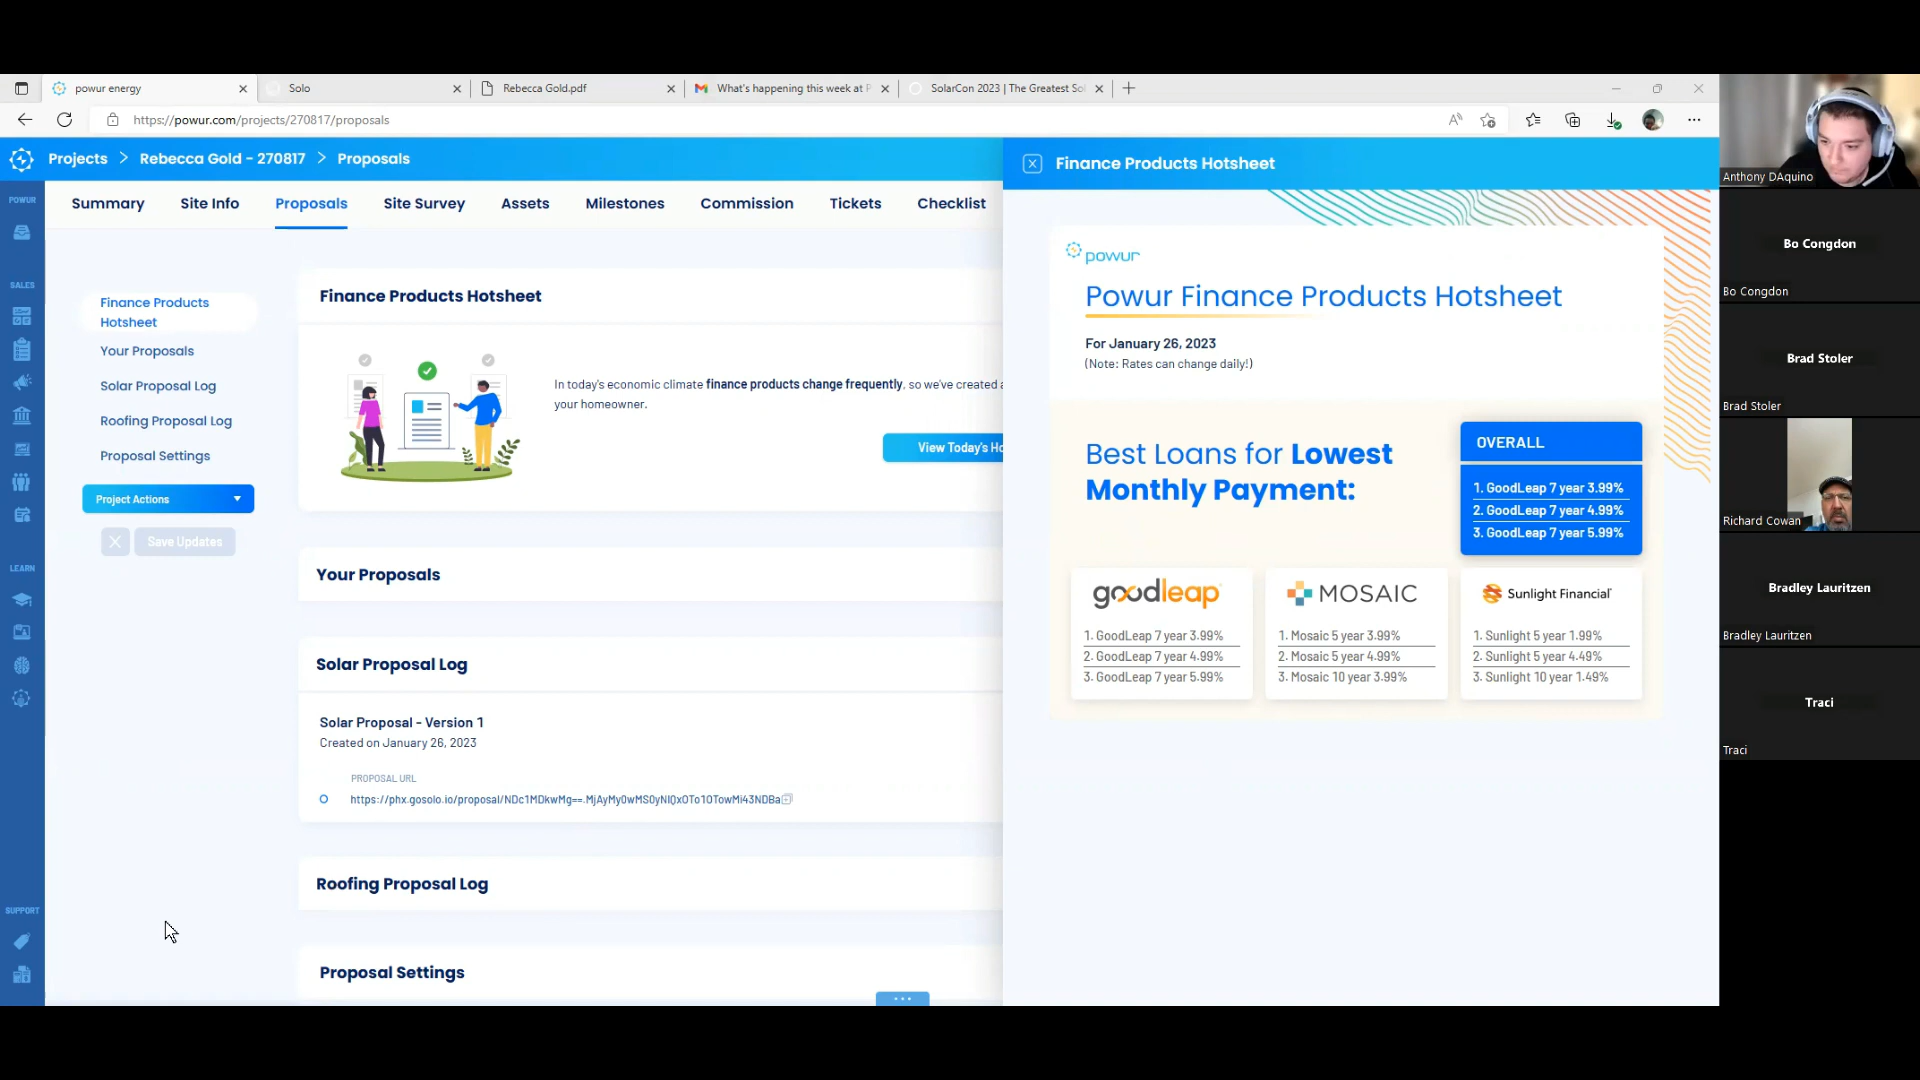 powur energy
Solo
Rebecca Gold.pdf
What's happening this week at P
SolarCon 2023 | The Greatest Sol
https://powur.com/projects/270817/proposals
Projects > Rebecca Gold - 270817 > Proposals
Summary
Site Info
Proposals
Site Survey
Assets
Milestones
Commission
Tickets
Checklist
POWUR
SALES
LEARN
SUPPORT
Finance Products
Hotsheet
Your Proposals
Solar Proposal Log
Roofing Proposal Log
Proposal Settings
Project Actions
Save Updates
Finance Products Hotsheet
In today's economic climate finance products change frequently, so we've created a
your homeowner.
View Today's Ho
Your Proposals
Solar Proposal Log
Solar Proposal - Version 1
Created on January 26, 2023
PROPOSAL URL
Roofing Proposal Log
Proposal Settings
Finance Products Hotsheet
powur
Powur Finance Products Hotsheet
For January 26, 2023
(Note: Rates can change daily!)
Best Loans for Lowest
Monthly Payment:
OVERALL
1. GoodLeap 7 year 3.99%
2. GoodLeap 7 year 4.99%
3. GoodLeap 7 year 5.99%
goodleap
1. GoodLeap 7 year 3.99%
2. GoodLeap 7 year 4.99%
3. GoodLeap 7 year 5.99%
MOSAIC
1. Mosaic 5 year 3.99%
2. Mosaic 5 year 4.99%
3. Mosaic 10 year 3.99%
Sunlight Financial
1. Sunlight 5 year 1.99%
2. Sunlight 5 year 4.49%
3. Sunlight 10 year 1.49%
Anthony DAquino
Bo Congdon
Bo Congdon
Brad Stoler
Brad Stoler
Richard Cowan
Bradley Lauritzen
Bradley Lauritzen
Traci
Traci